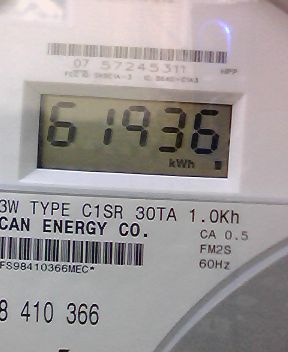 07 57245311
61936
kWh
3W TYPE C1SR 30TA 1.0Kh
CAN ENERGY CO.
CA 0.5
FM2S
FS98410366MEC*
60Hz
8 410 366